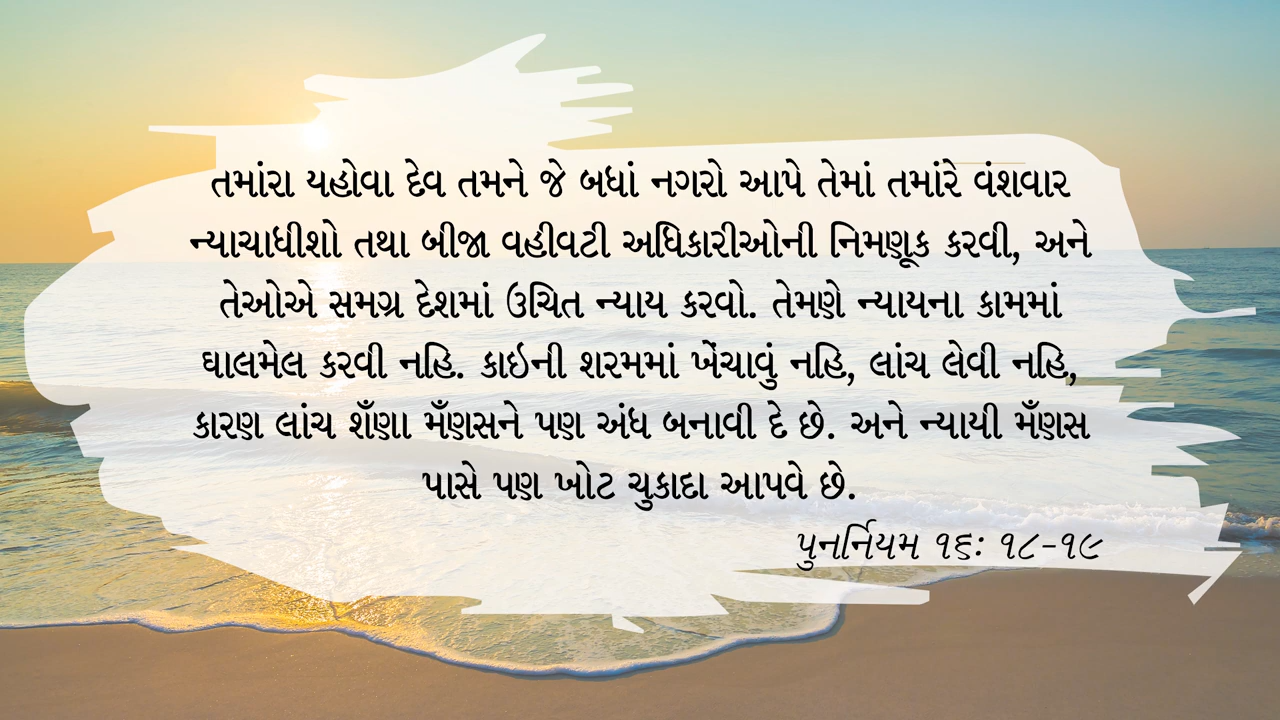 તમાંરા યહોવા દેવ તમને જે બધાં નગરો આપે તેમાં તમાંરે વંશવાર
ન્યાચાધીશો તથા બીજા વહીવટી અધિકારીઓની નિમણૂક કરવી, અને
તેઓએ સમગ્ર દેશમાં ઉચિત ન્યાય કરવો. તેમણે ન્યાયના કામમાં
ઘાલમેલ કરવી નહિ. કાઇની શરમમાં ખેંચાવું નહિ, લાંચ લેવી નહિ,
કારણ લાંચ શઁણા મઁણસને પણ અંધ બનાવી દે છે. અને ન્યાયી મઁણસ
પાસે પણ ખોટ ચુકાદા આપવે છે.
પુનર્નિયમ ૧૬ઃ ૧૮-૧૯